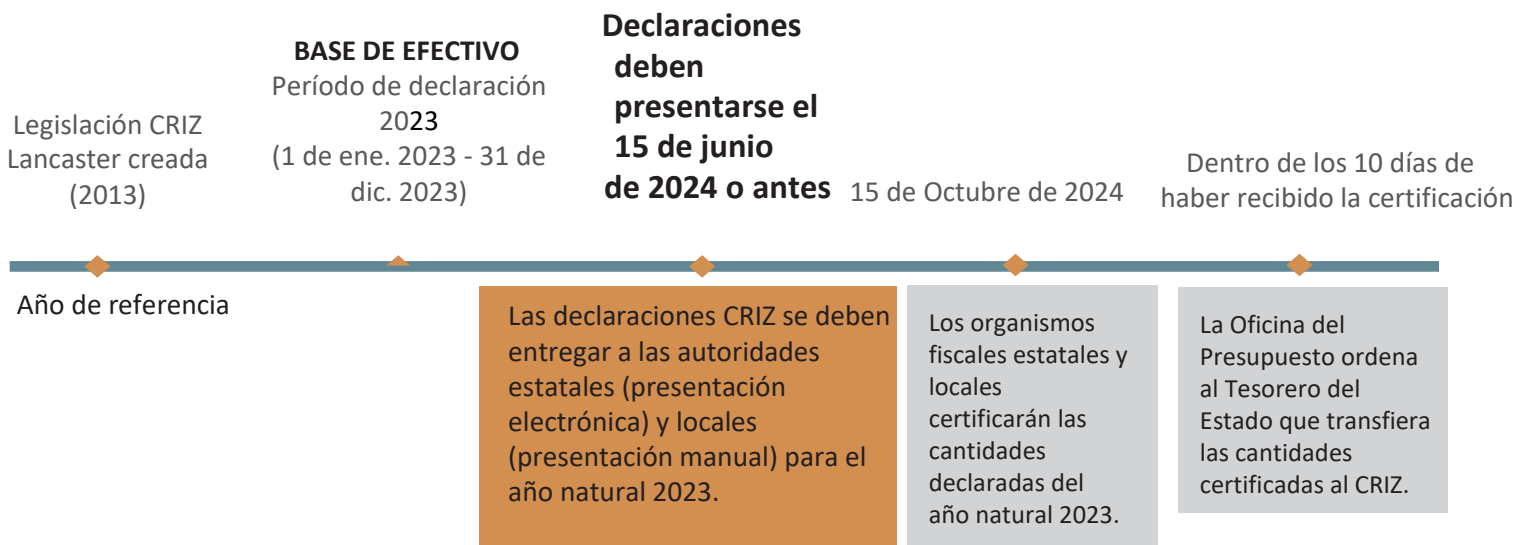 Legislación CRIZ
Lancaster creada
(2013)
BASE DE EFECTIVO
Período de declaración
2023
(1 de ene. 2023 - 31 de
dic. 2023)
Declaraciones
deben
presentarse el
15 de junio
de 2024 o antes
15 de Octubre de 2024
Dentro de los 10 días de
haber recibido la certificación
Año de referencia
Las declaraciones CRIZ se deben
entregar a las autoridades
estatales (presentación
electrónica) y locales
(presentación manual) para el
año natural 2023.
Los organismos
fiscales estatales y
locales
certificarán las
cantidades
declaradas del
año natural 2023.
La Oficina del
Presupuesto ordena
al Tesorero del
Estado que transfiera
las cantidades
certificadas al CRIZ.